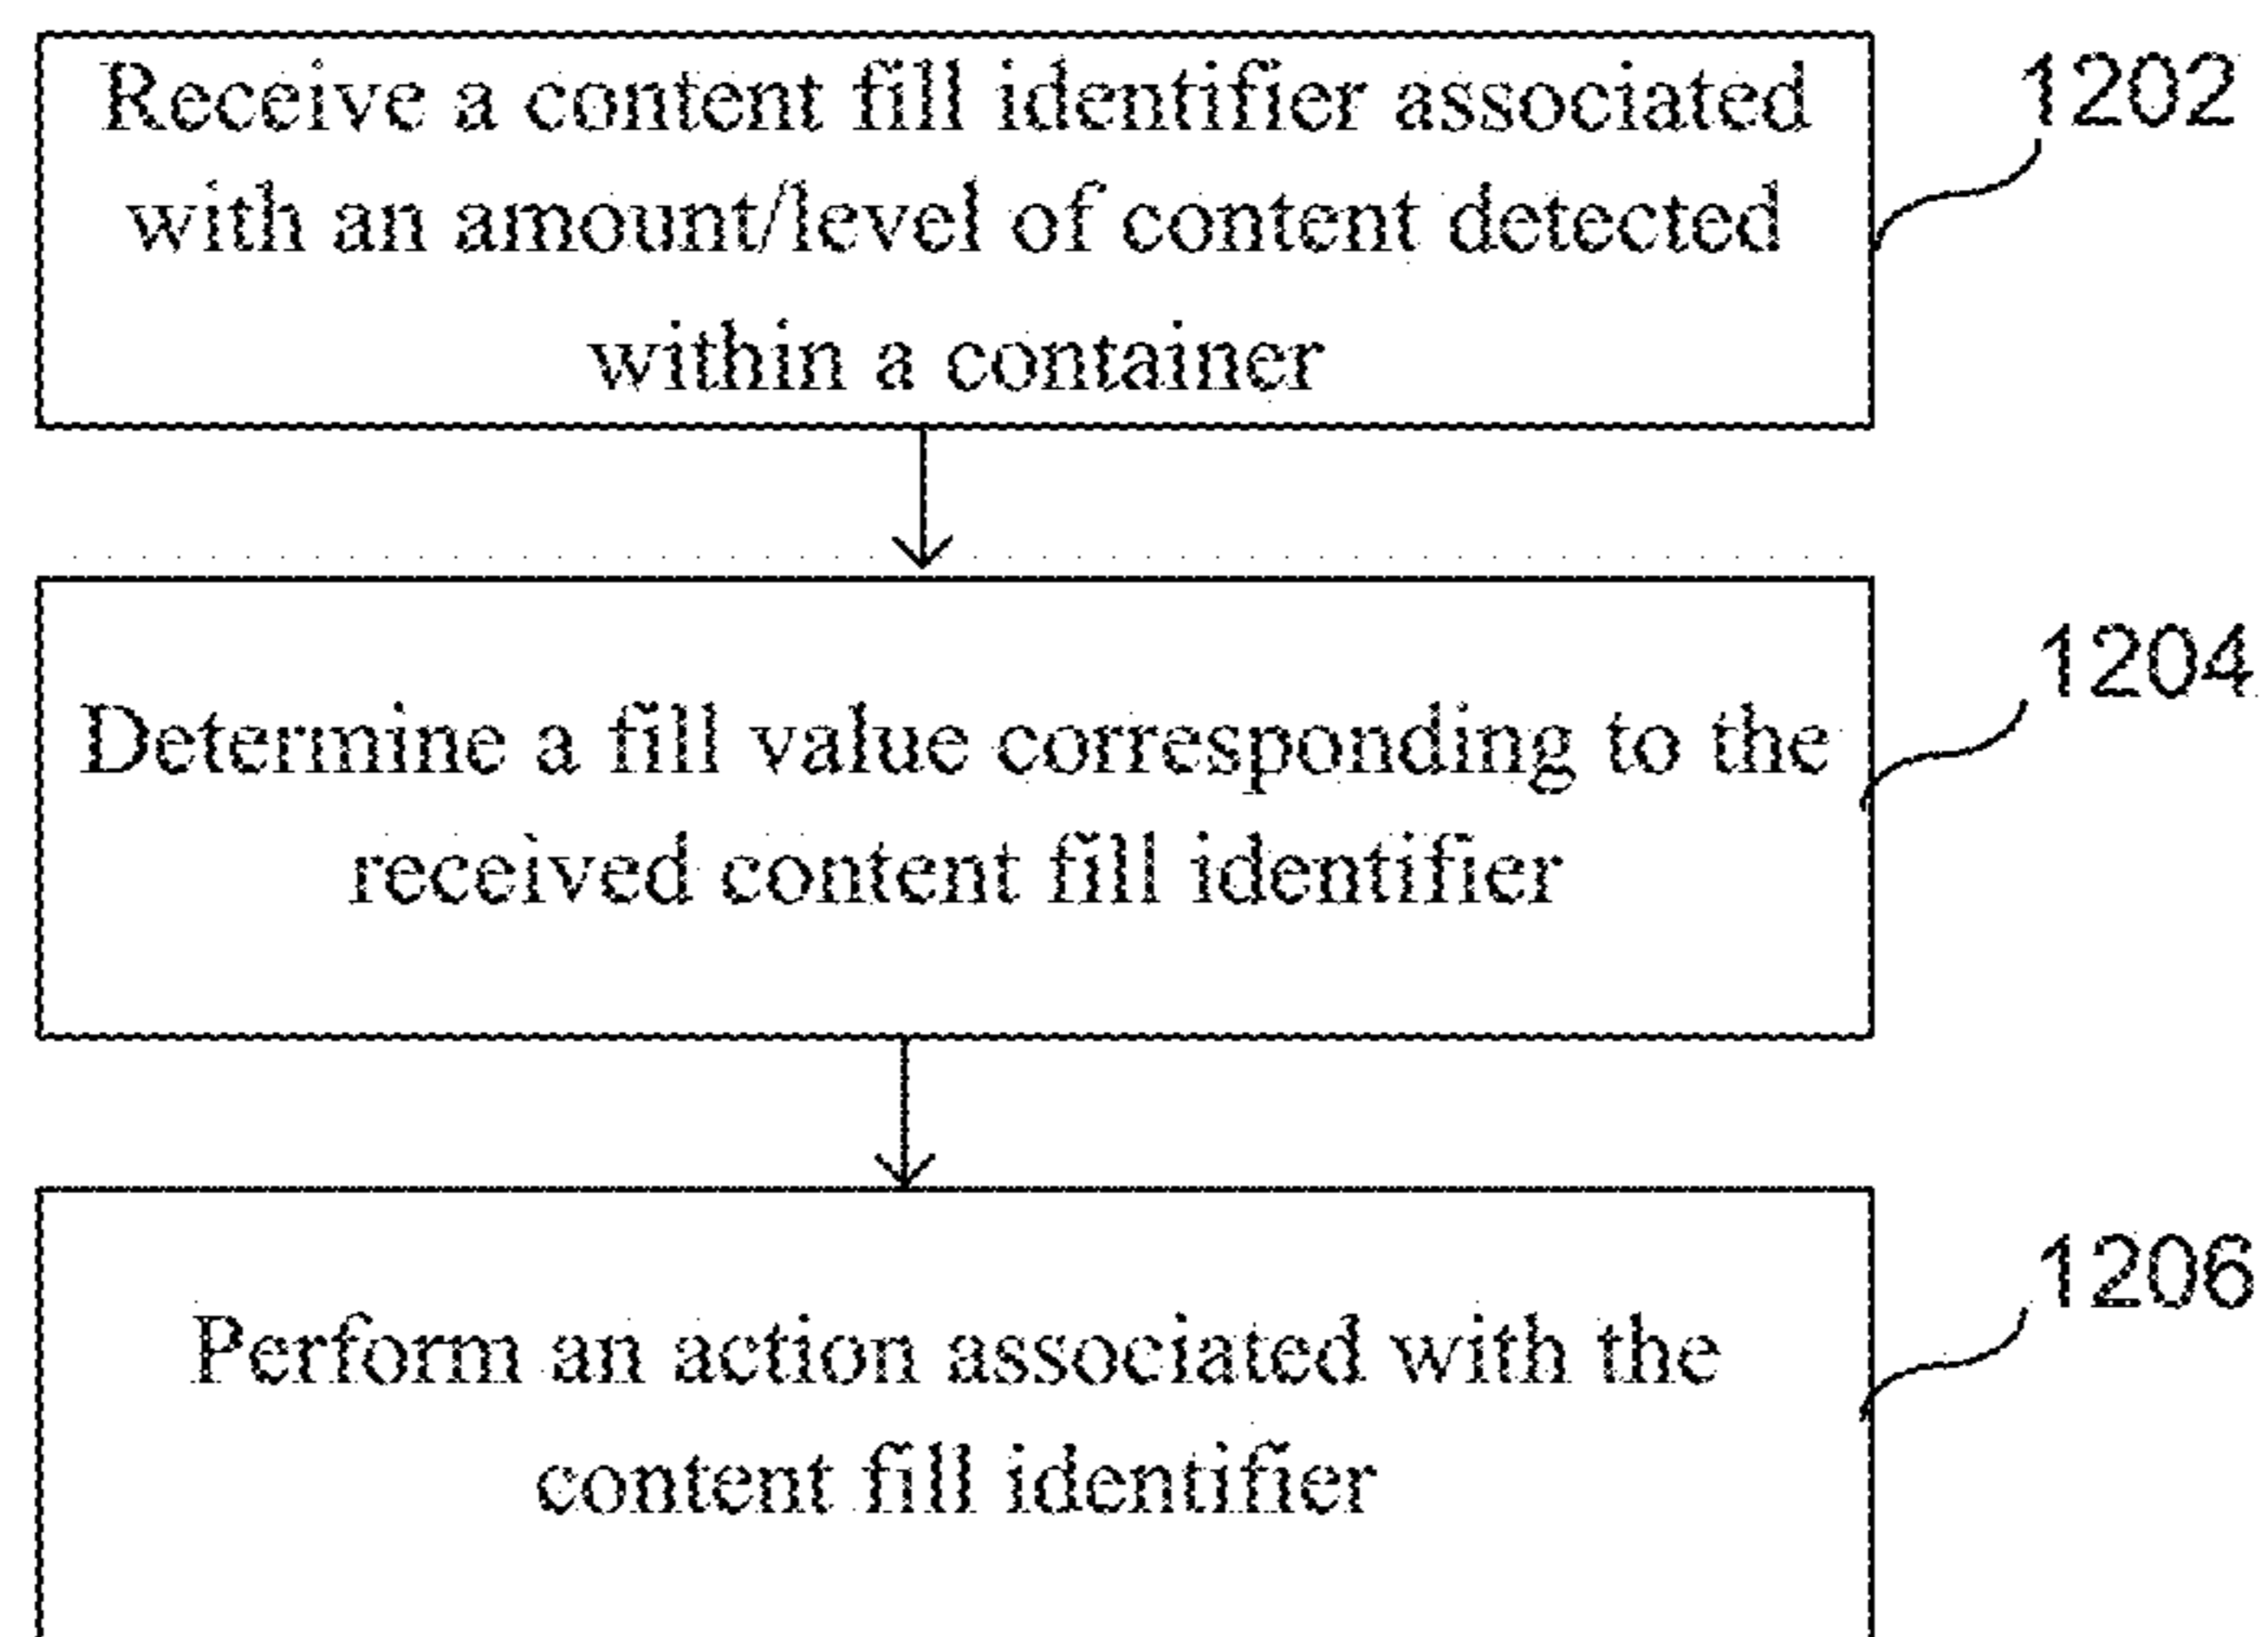 Receive a content fill identifier associated
1202
with an amount/level of content detected
within a container
1204
Determine a fill value corresponding to the
received content fill identifier
1206
Perform an action associated with the
content fill identifier